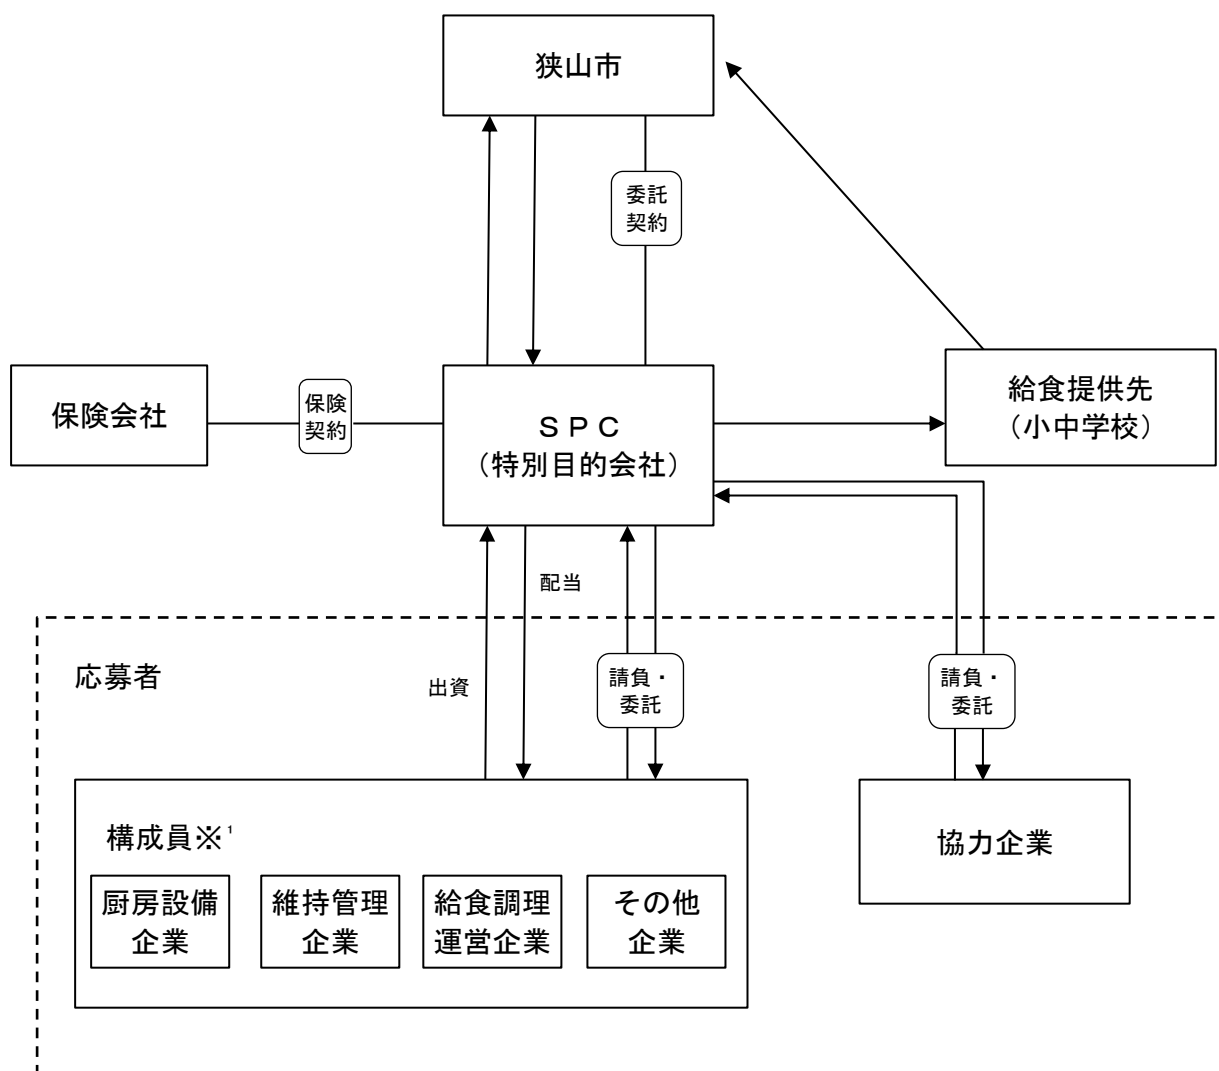 狭山市
委託
契約
保険会社
保険
契約
ＳＰＣ
（特別目的会社）
給食提供先
（小中学校）
配当
応募者
出資
請負・
委託
請負・
委託
構成員※¹
厨房設備
企業
維持管理
企業
給食調理
運営企業
その他
企業
協力企業